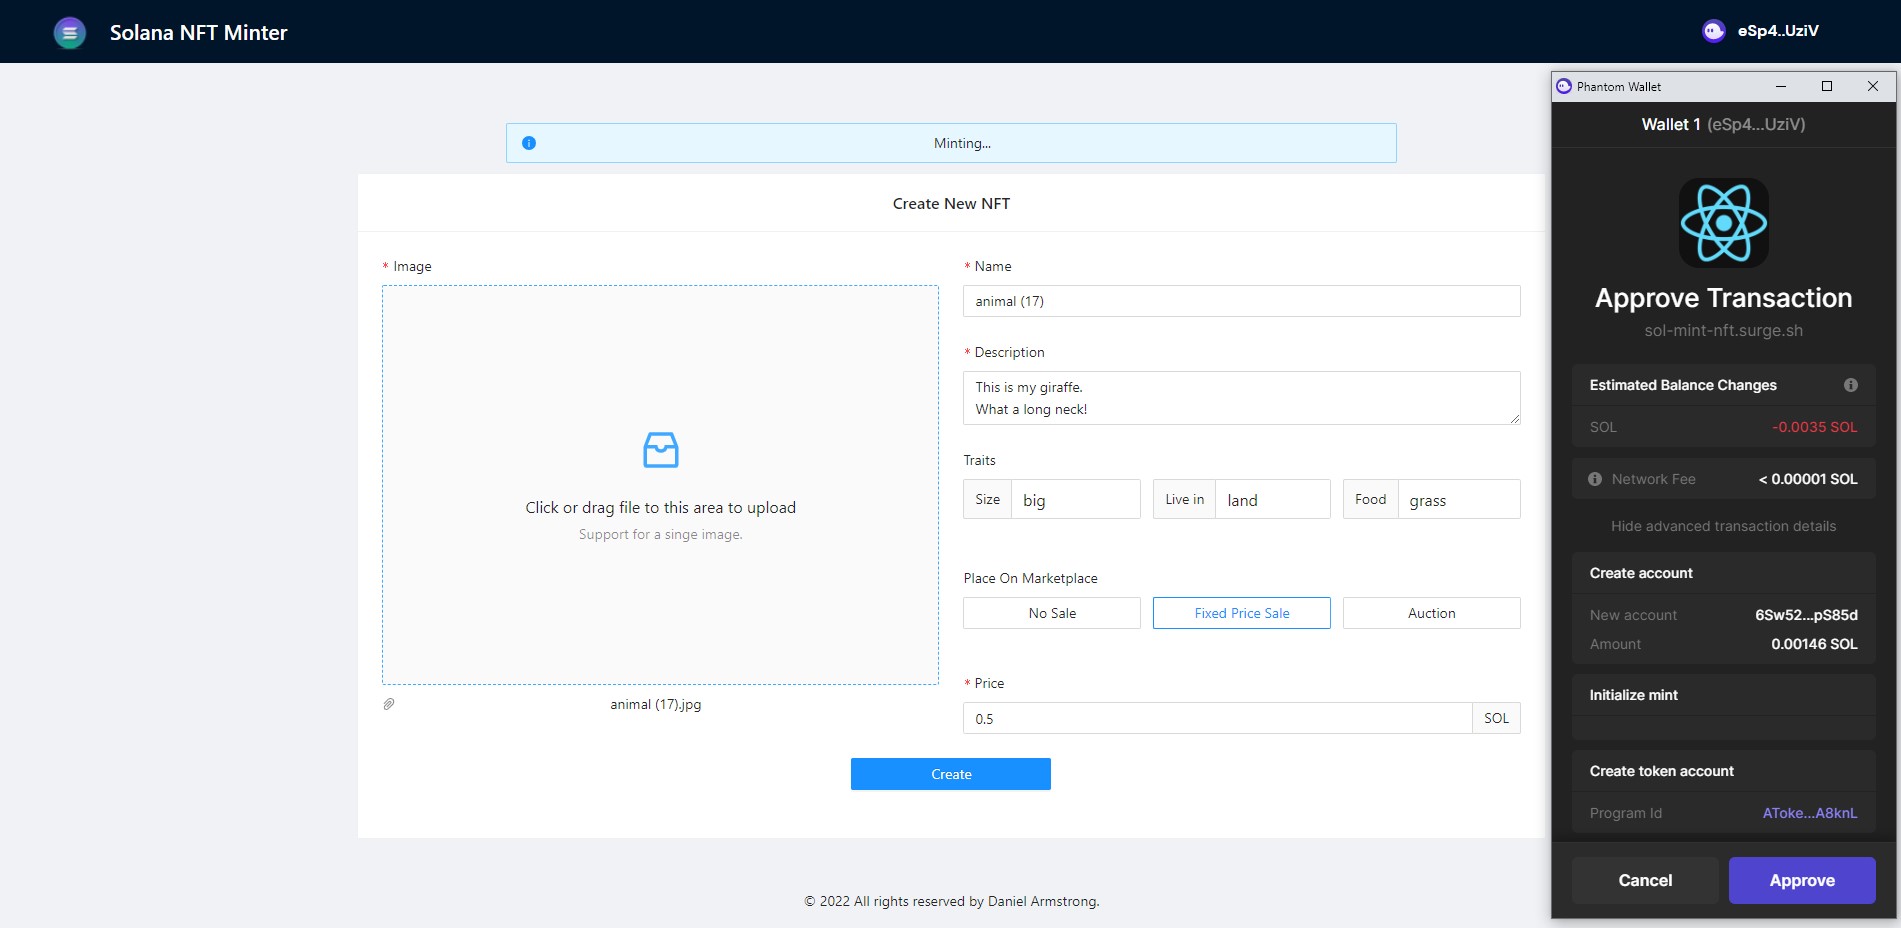 Solana NFT Minter
eSp4..UziV
Minting...
Create New NFT
* Image
Click or drag file to this area to upload
Support for a singe image.
animal (17).jpg
* Name
animal (17)
* Description
This is my giraffe.
What a long neck!
Traits
Size big Live in land Food grass
Place On Marketplace
No Sale Fixed Price Sale Auction
* Price
0.5 SOL
Create
© 2022 All rights reserved by Daniel Armstrong.
Phantom Wallet
Wallet 1 (eSp4...UziV)
Approve Transaction
sol-mint-nft.surge.sh
Estimated Balance Changes
SOL -0.0035 SOL
Network Fee < 0.00001 SOL
Hide advanced transaction details
Create account
New account 6Sw52...pS85d
Amount 0.00146 SOL
Initialize mint
Create token account
Program Id AToke...A8knL
Cancel Approve